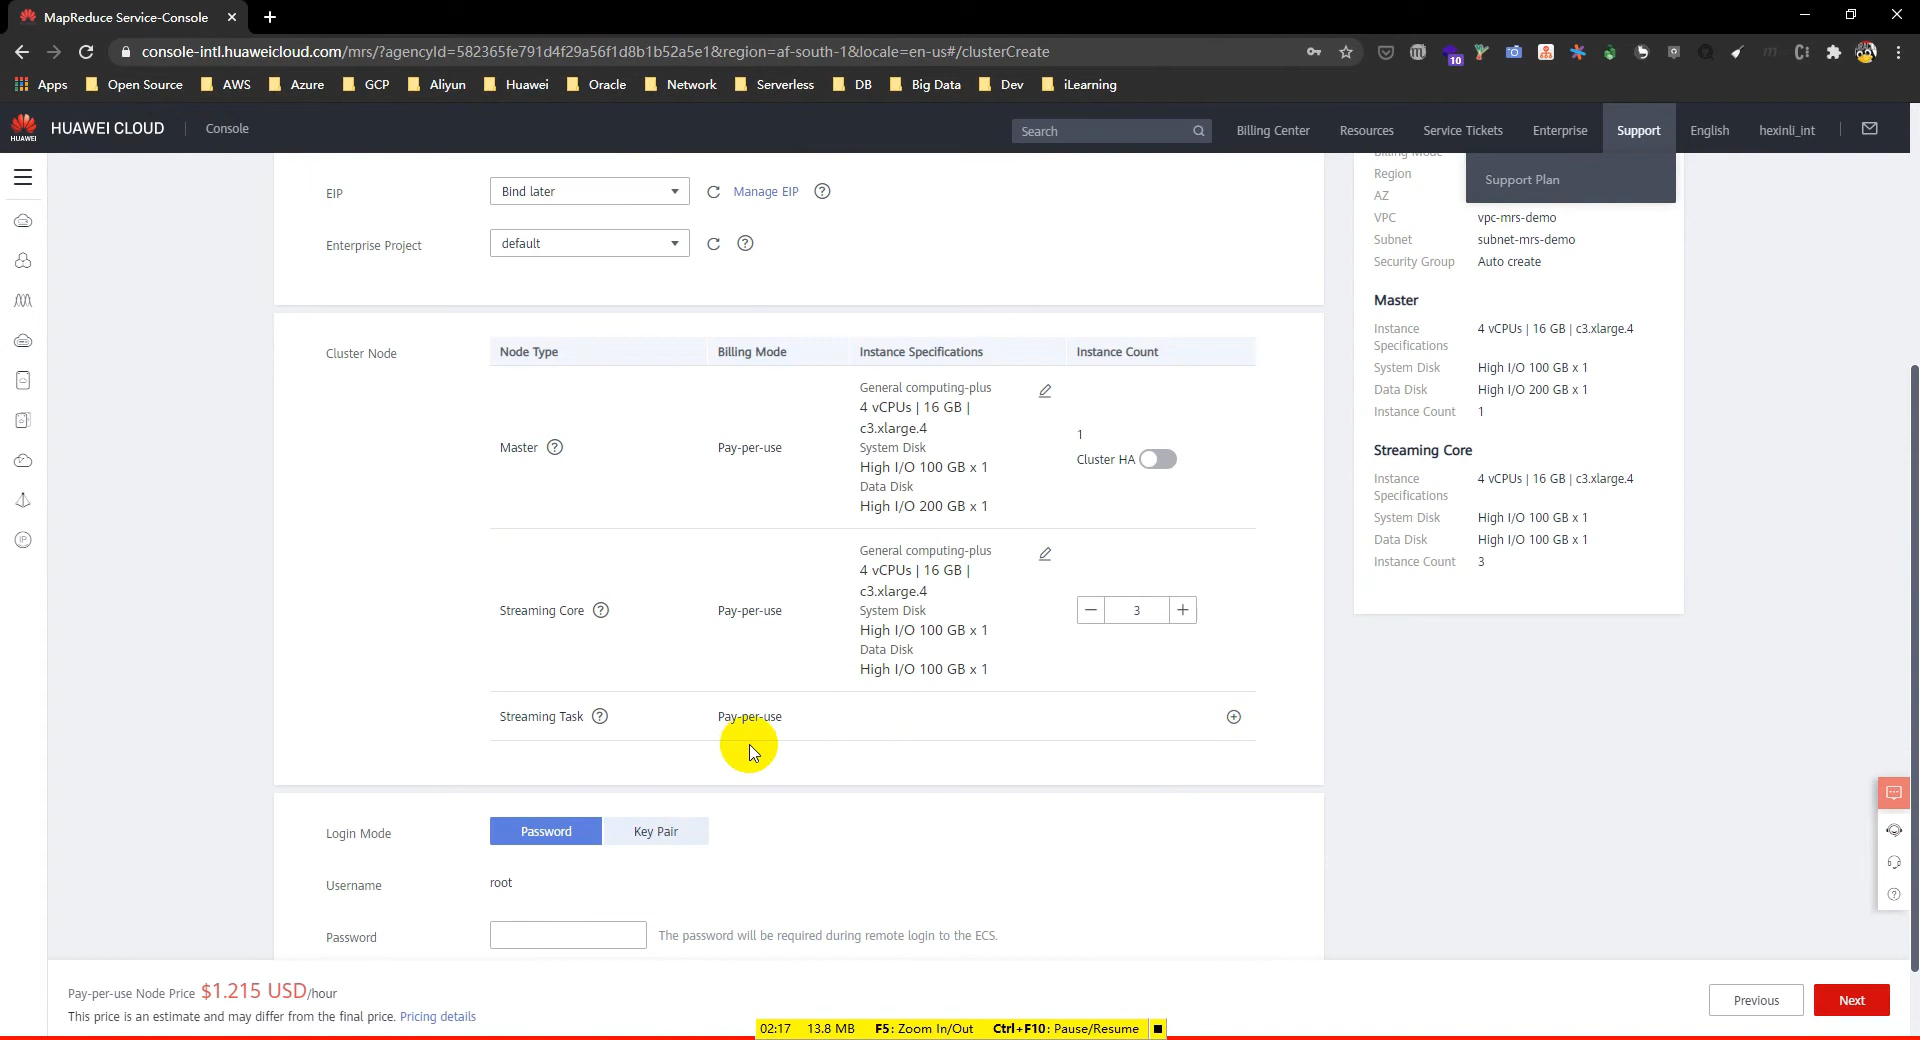 MapReduce Service-Console
console-intl.huaweicloud.com/mrs/?agencyId=582365fe791d4f29a56f1d8b1b52a5e1&region=af-south-1&locale=en-us#/clusterCreate
10
Apps Open Source AWS Azure GCP Aliyun Huawei Oracle Network Serverless DB Big Data Dev iLearning
HUAWEI HUAWEI CLOUD Console Search Billing Center Resources Service Tickets Enterprise Support English hexinli_int
Support Plan
EIP Bind later Manage EIP ?
Enterprise Project default ?
Cluster Node Node Type Billing Mode Instance Specifications Instance Count
Master ? Pay-per-use
General computing-plus
4 vCPUs | 16 GB |
c3.xlarge.4
System Disk
High I/O 100 GB x 1
Data Disk
High I/O 200 GB x 1
1
Cluster HA
Streaming Core ? Pay-per-use
General computing-plus
4 vCPUs | 16 GB |
c3.xlarge.4
System Disk
High I/O 100 GB x 1
Data Disk
High I/O 100 GB x 1
3
Streaming Task ? Pay-per-use
Login Mode Password Key Pair
Username root
Password The password will be required during remote login to the ECS.
Billing Mode
Region
AZ
VPC vpc-mrs-demo
Subnet subnet-mrs-demo
Security Group Auto create
Master
Instance Specifications 4 vCPUs | 16 GB | c3.xlarge.4
System Disk High I/O 100 GB x 1
Data Disk High I/O 200 GB x 1
Instance Count 1
Streaming Core
Instance Specifications 4 vCPUs | 16 GB | c3.xlarge.4
System Disk High I/O 100 GB x 1
Data Disk High I/O 100 GB x 1
Instance Count 3
Pay-per-use Node Price $1.215 USD/hour
This price is an estimate and may differ from the final price. Pricing details
Previous Next
02:17 13.8 MB F5: Zoom In/Out Ctrl+F10: Pause/Resume